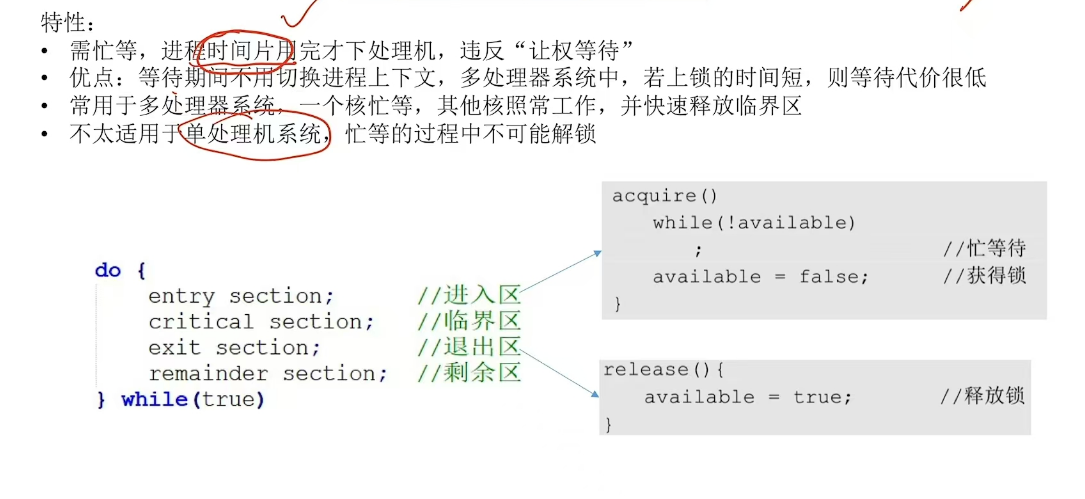 特性：
• 需忙等，进程时间片用完才下处理机，违反“让权等待”
• 优点：等待期间不用切换进程上下文，多处理器系统中，若上锁的时间短，则等待代价很低
• 常用于多处理器系统，一个核忙等，其他核照常工作，并快速释放临界区
• 不太适用于单处理机系统，忙等的过程中不可能解锁
do {
entry section; //进入区
critical section; //临界区
exit section; //退出区
remainder section; //剩余区
} while(true)
acquire()
while(!available)
; //忙等待
available = false; //获得锁
}
release(){
available = true; //释放锁
}